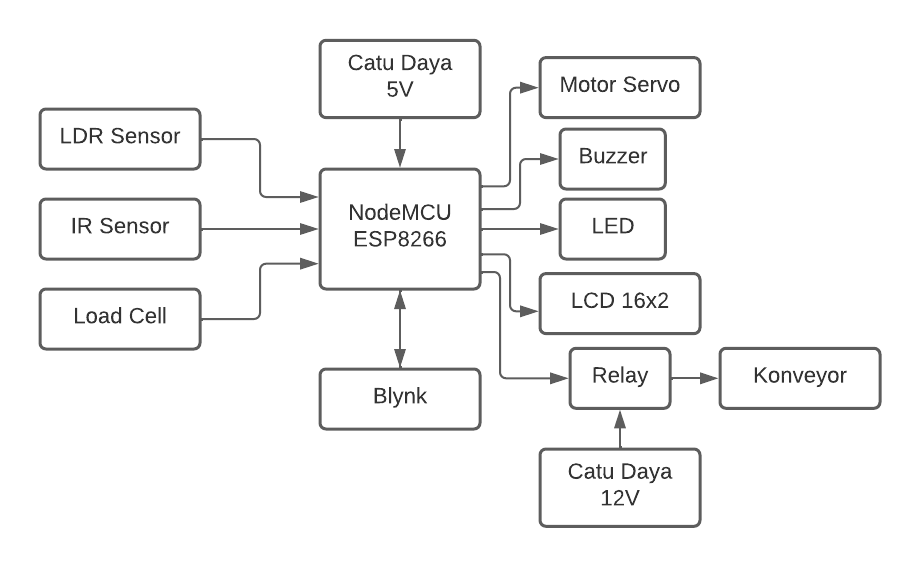 Catu Daya
5V
Motor Servo
LDR Sensor
Buzzer
NodeMCU
ESP8266
IR Sensor
LED
Load Cell
LCD 16x2
Blynk
Relay
Konveyor
Catu Daya
12V